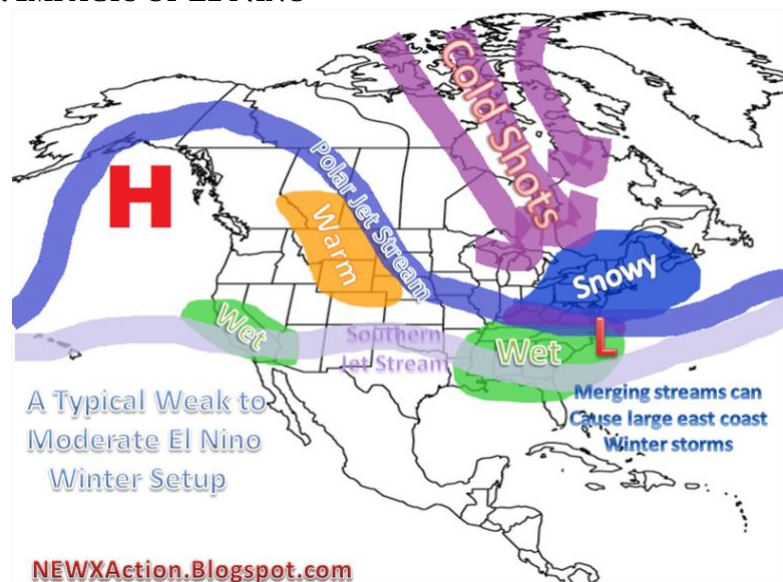 Cold Shots
Polar Jet Stream
H
Warm
Snowy
Wet
Southern
Jet Stream
Wet
L
A Typical Weak to
Moderate El Nino
Winter Setup
Merging streams can
Cause large east coast
Winter storms
NEWXAction.Blogspot.com